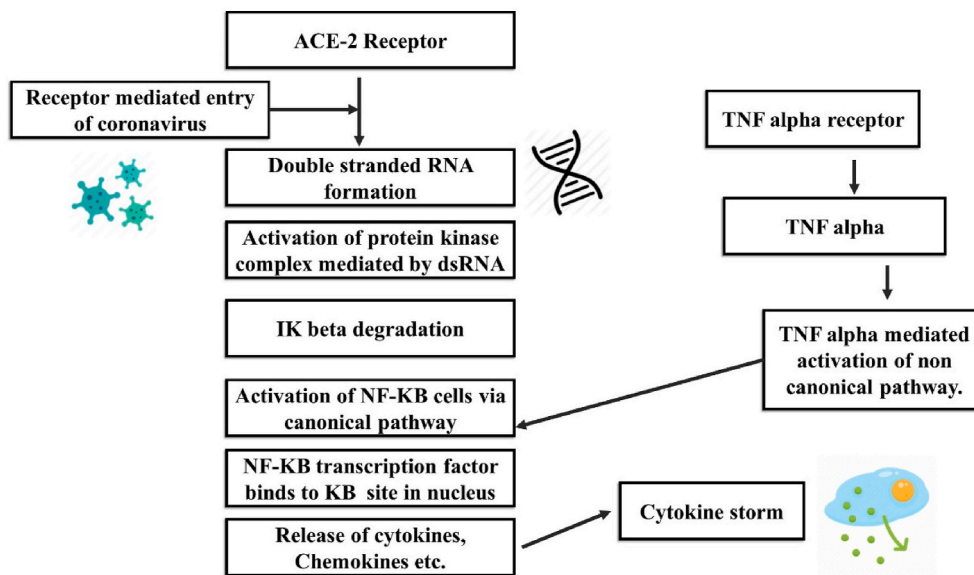 ACE-2 Receptor
Receptor mediated entry
of coronavirus
Double stranded RNA
formation
Activation of protein kinase
complex mediated by dsRNA
IK beta degradation
Activation of NF-KB cells via
canonical pathway
NF-KB transcription factor
binds to KB site in nucleus
Release of cytokines,
Chemokines etc.
TNF alpha receptor
TNF alpha
TNF alpha mediated
activation of non
canonical pathway.
Cytokine storm